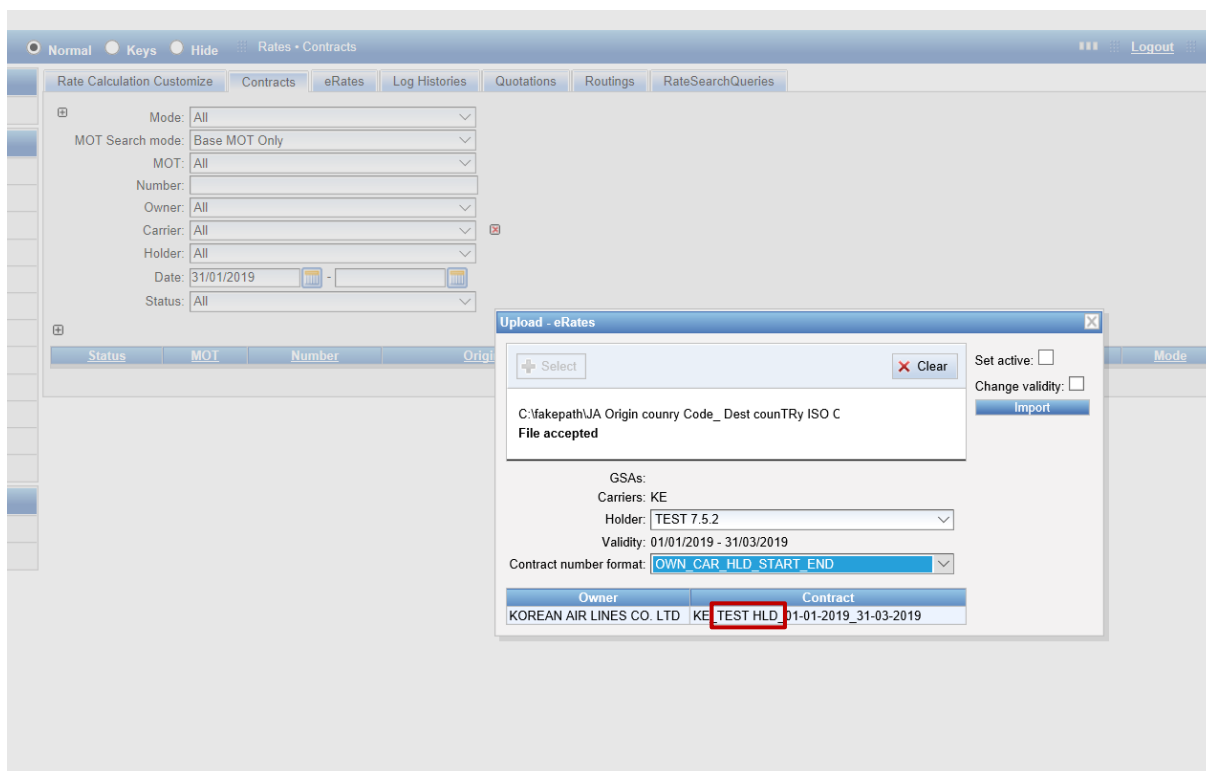 Normal Keys Hide Rates • Contracts Logout
Rate Calculation Customize Contracts eRates Log Histories Quotations Routings RateSearchQueries
Mode: All
MOT Search mode: Base MOT Only
MOT: All
Number:
Owner: All
Carrier: All
Holder: All
Date: 31/01/2019 -
Status: All
Status MOT Number Origi Mode
Upload - eRates
Select Clear
Set active:
Change validity:
Import
C:\fakepath\JA Origin counry Code_ Dest counTRy ISO C
File accepted
GSAs:
Carriers: KE
Holder: TEST 7.5.2
Validity: 01/01/2019 - 31/03/2019
Contract number format: OWN_CAR_HLD_START_END
Owner Contract
KOREAN AIR LINES CO. LTD KE_TEST HLD_01-01-2019_31-03-2019